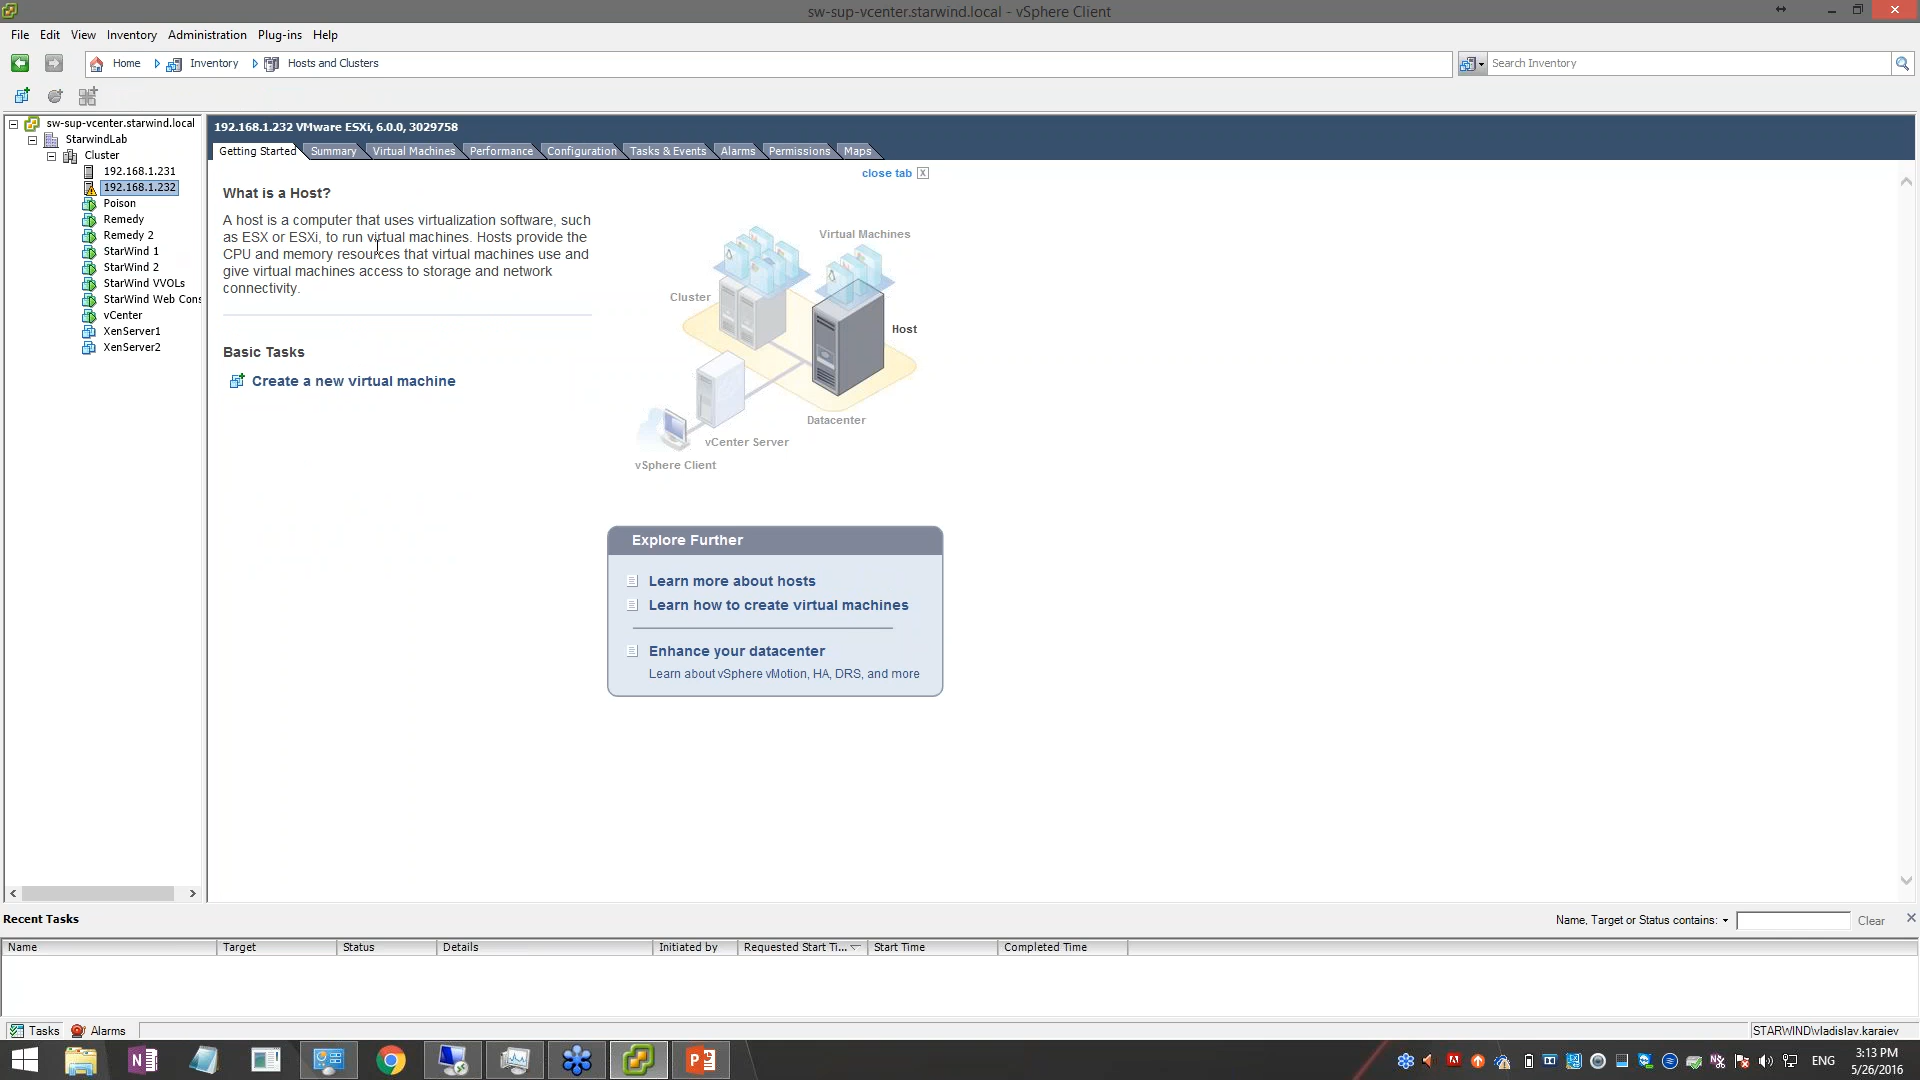 sw-sup-vcenter.starwind.local - vSphere Client
File Edit View Inventory Administration Plug-ins Help
Home Inventory Hosts and Clusters Search Inventory
sw-sup-vcenter.starwind.local
StarwindLab
Cluster
192.168.1.231
192.168.1.232
Poison
Remedy
Remedy 2
StarWind 1
StarWind 2
StarWind VVOLs
StarWind Web Cons
vCenter
XenServer1
XenServer2
192.168.1.232 VMware ESXi, 6.0.0, 3029758
Getting Started Summary Virtual Machines Performance Configuration Tasks & Events Alarms Permissions Maps
close tab X
What is a Host?
A host is a computer that uses virtualization software, such
as ESX or ESXi, to run virtual machines. Hosts provide the
CPU and memory resources that virtual machines use and
give virtual machines access to storage and network
connectivity.
Basic Tasks
Create a new virtual machine
Virtual Machines
Cluster
Host
Datacenter
vCenter Server
vSphere Client
Explore Further
Learn more about hosts
Learn how to create virtual machines
Enhance your datacenter
Learn about vSphere vMotion, HA, DRS, and more
Recent Tasks
Name, Target or Status contains: Clear
Name Target Status Details Initiated by Requested Start Ti... Start Time Completed Time
Tasks Alarms
STARWIND\vladislav.karaiev
ENG
3:13 PM
5/26/2016